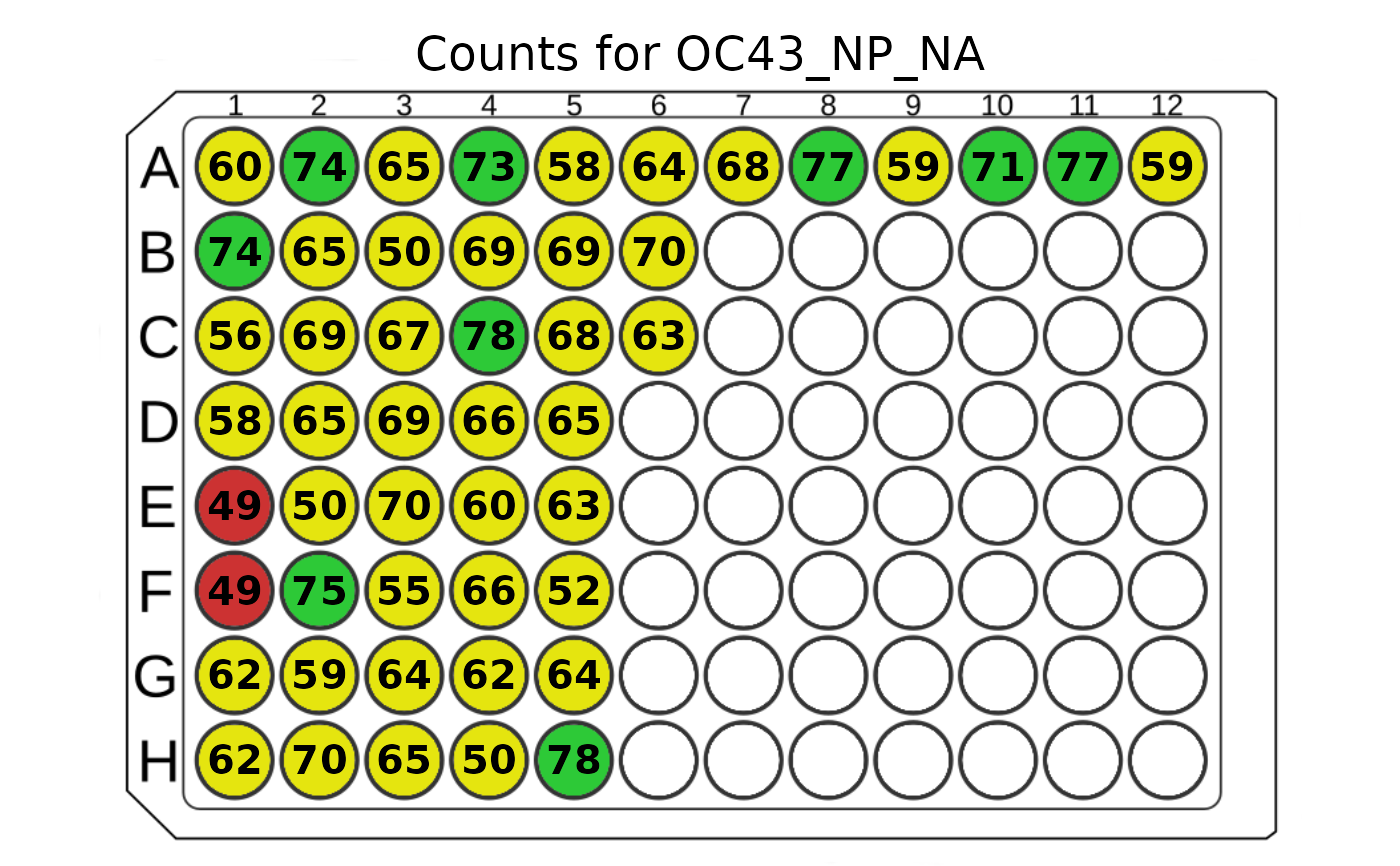 Counts for OC43_NP_NA
1 2 3 4 5 6 7 8 9 10 11 12
A 60 74 65 73 58 64 68 77 59 71 77 59
B 74 65 50 69 69 70
C 56 69 67 78 68 63
D 58 65 69 66 65
E 49 50 70 60 63
F 49 75 55 66 52
G 62 59 64 62 64
H 62 70 65 50 78